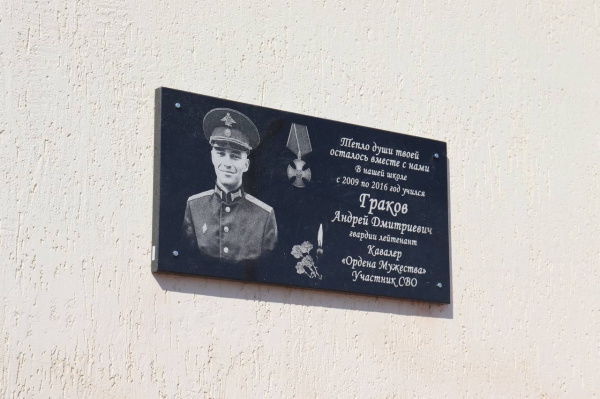 Тепло души твоей
осталось вместе с нами
В нашей школе
с 2009 по 2016 год учился
Граков
Андрей Дмитриевич
гвардии лейтенант
Кавалер
«Ордена Мужества»
Участник СВО